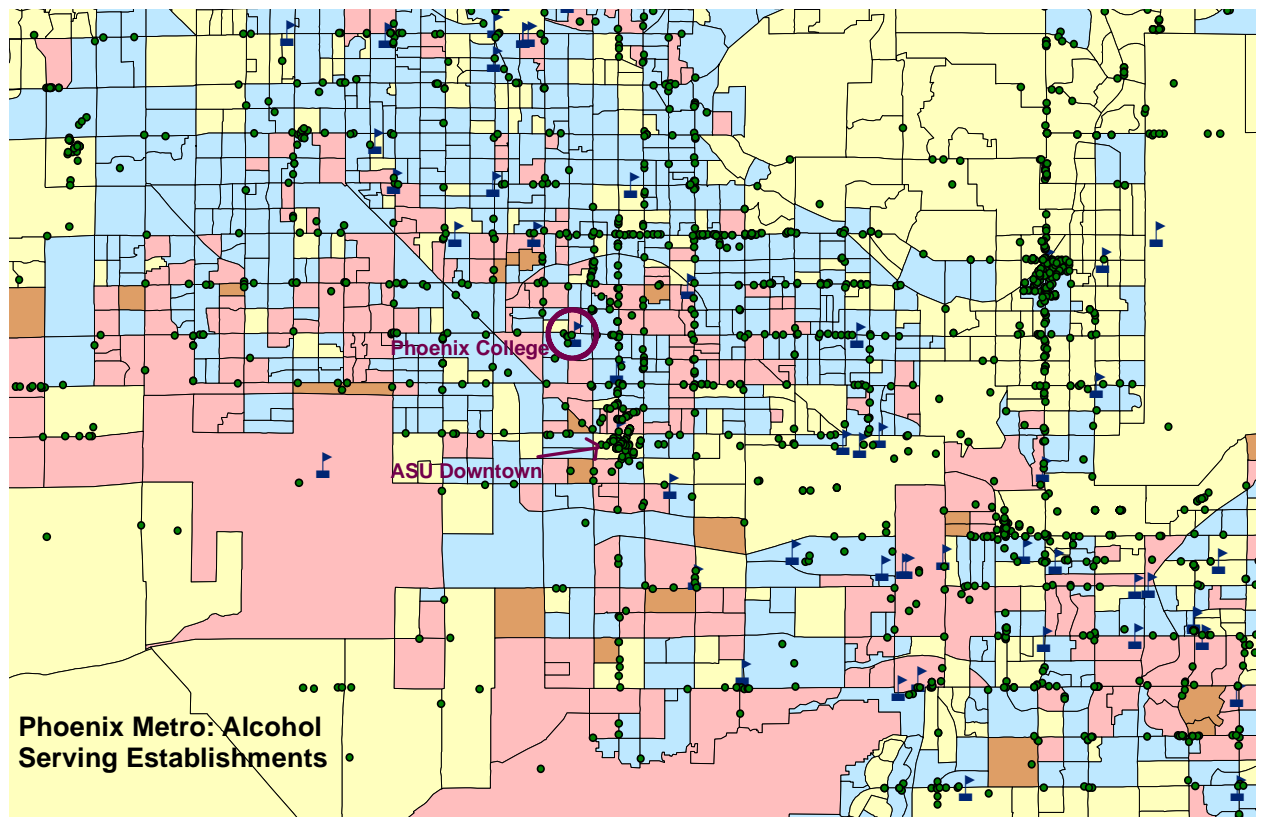 Phoenix College
ASU Downtown
Phoenix Metro: Alcohol
Serving Establishments